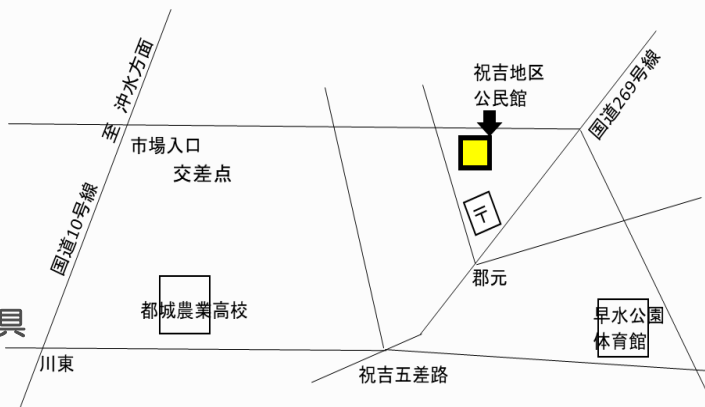 祝吉地区
公民館
国道269号線
至 沖水方面
市場入口
交差点
国道10号線
〒
郡元
都城農業高校
早水公園
体育館
具
川東
祝吉五差路